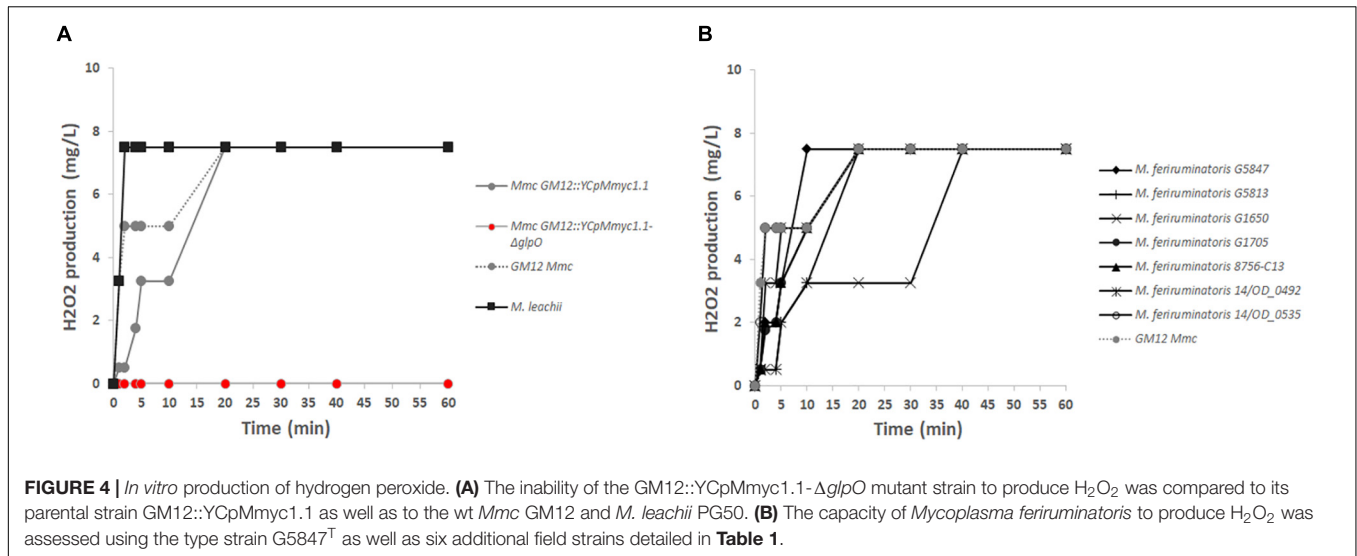 A
B
10
8
6
4
2
0
H2O2 production (mg/L)
0 5 10 15 20 25 30 35 40 45 50 55 60
Time (min)
Mmc GM12::YCpMmyc1.1
Mmc GM12::YCpMmyc1.1-
ΔglpO
GM12 Mmc
M. leachii
10
8
6
4
2
0
H2O2 production (mg/L)
0 5 10 15 20 25 30 35 40 45 50 55 60
Time (min)
M. feriruminatoris G5847
M. feriruminatoris G5813
M. feriruminatoris G1650
M. feriruminatoris G1705
M. feriruminatoris 8756-C13
M. feriruminatoris 14/OD_0492
M. feriruminatoris 14/OD_0535
GM12 Mmc
FIGURE 4 | In vitro production of hydrogen peroxide. (A) The inability of the GM12::YCpMmyc1.1-ΔglpO mutant strain to produce H₂O₂ was compared to its
parental strain GM12::YCpMmyc1.1 as well as to the wt Mmc GM12 and M. leachii PG50. (B) The capacity of Mycoplasma feriruminatoris to produce H₂O₂ was
assessed using the type strain G5847ᵀ as well as six additional field strains detailed in Table 1.